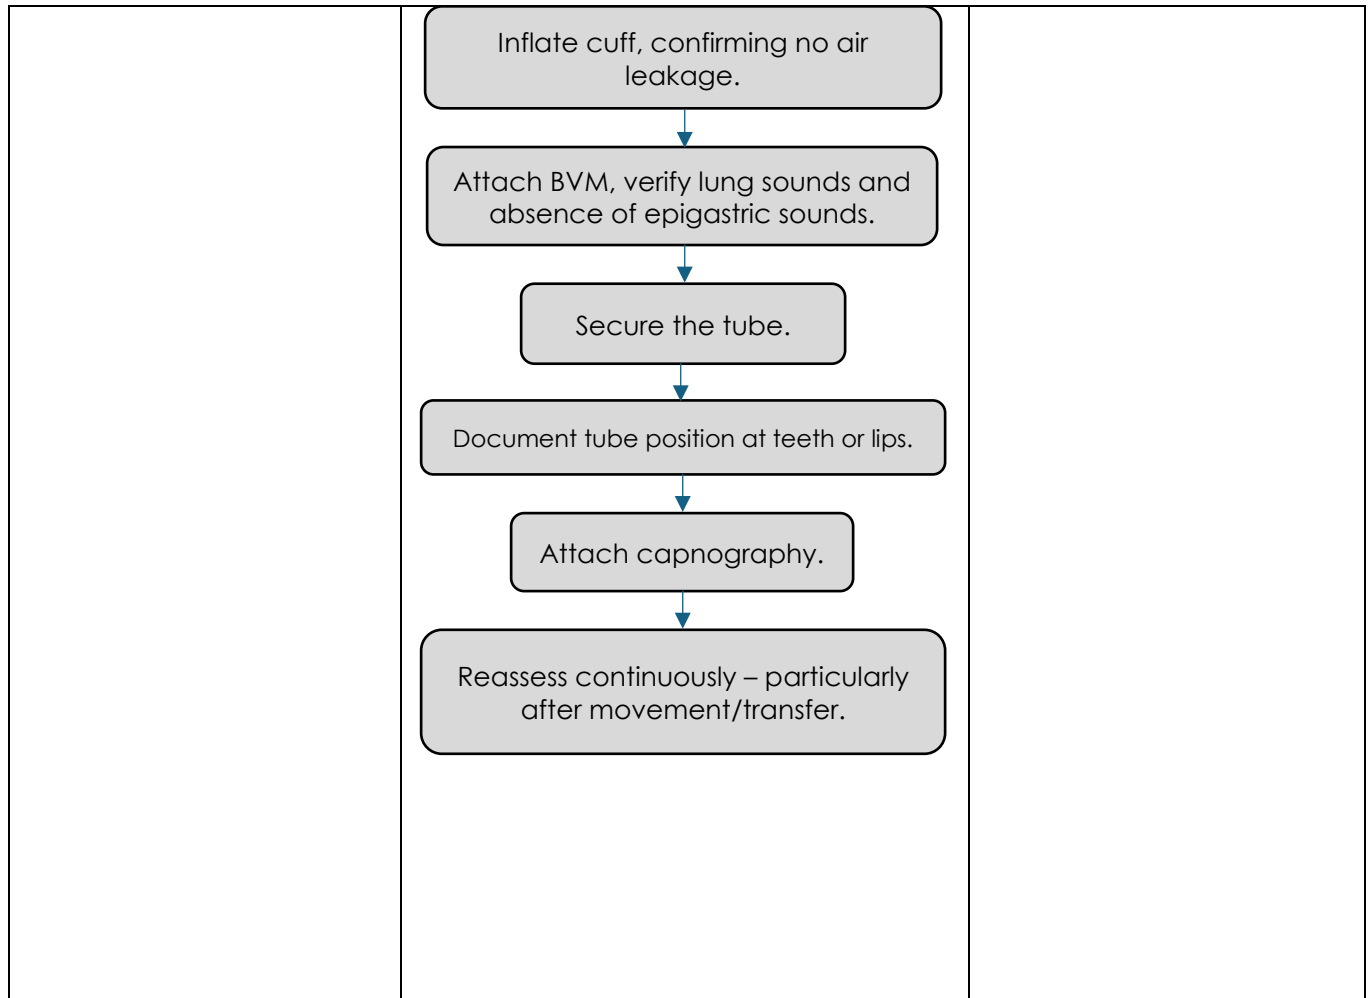 Inflate cuff, confirming no air
leakage.
Attach BVM, verify lung sounds and
absence of epigastric sounds.
Secure the tube.
Document tube position at teeth or lips.
Attach capnography.
Reassess continuously – particularly
after movement/transfer.